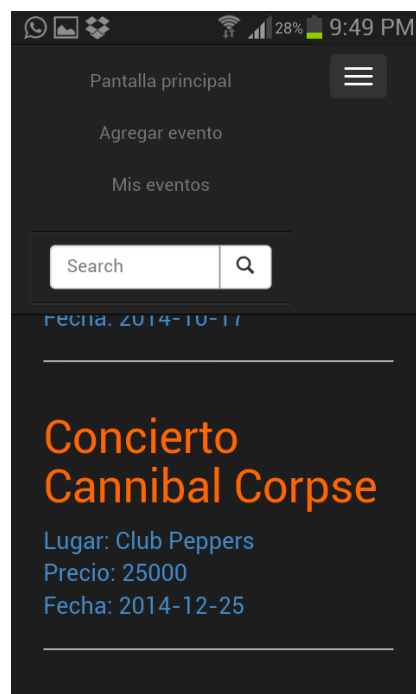 28% 9:49 PM
Pantalla principal
Agregar evento
Mis eventos
Search
Fecha: 2014-10-17
Concierto
Cannibal Corpse
Lugar: Club Peppers
Precio: 25000
Fecha: 2014-12-25